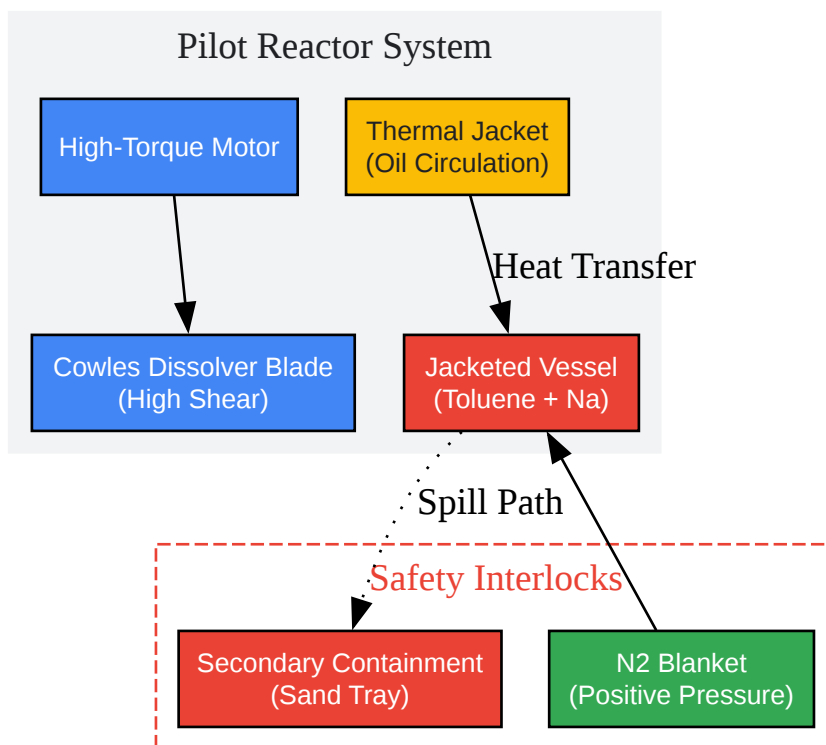 Pilot Reactor System
High-Torque Motor
Thermal Jacket
(Oil Circulation)
Heat Transfer
Cowles Dissolver Blade
(High Shear)
Jacketed Vessel
(Toluene + Na)
Spill Path
Safety Interlocks
Secondary Containment
(Sand Tray)
N2 Blanket
(Positive Pressure)